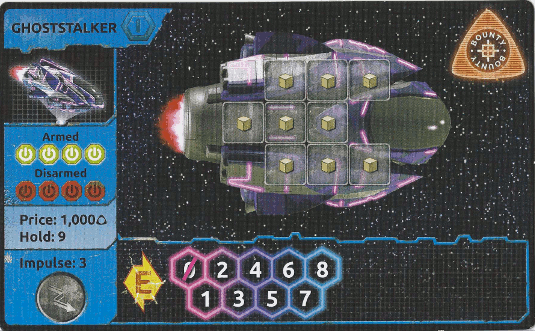 GHOSTSTALKER
BOUNTY
BOUNTY
Armed
Disarmed
Price: 1,000
Hold: 9
Impulse: 3
E
0 2 4 6 8
1 3 5 7